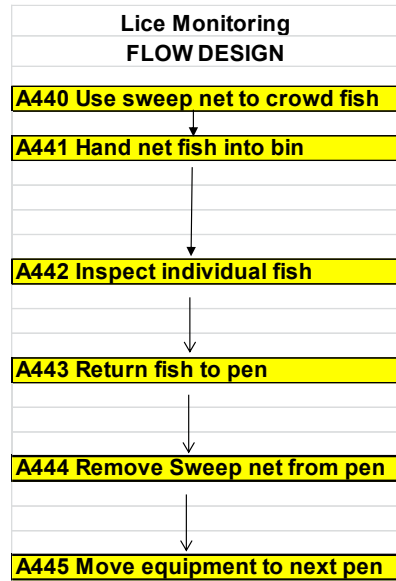 Lice Monitoring
FLOW DESIGN
A440 Use sweep net to crowd fish
A441 Hand net fish into bin
A442 Inspect individual fish
A443 Return fish to pen
A444 Remove Sweep net from pen
A445 Move equipment to next pen